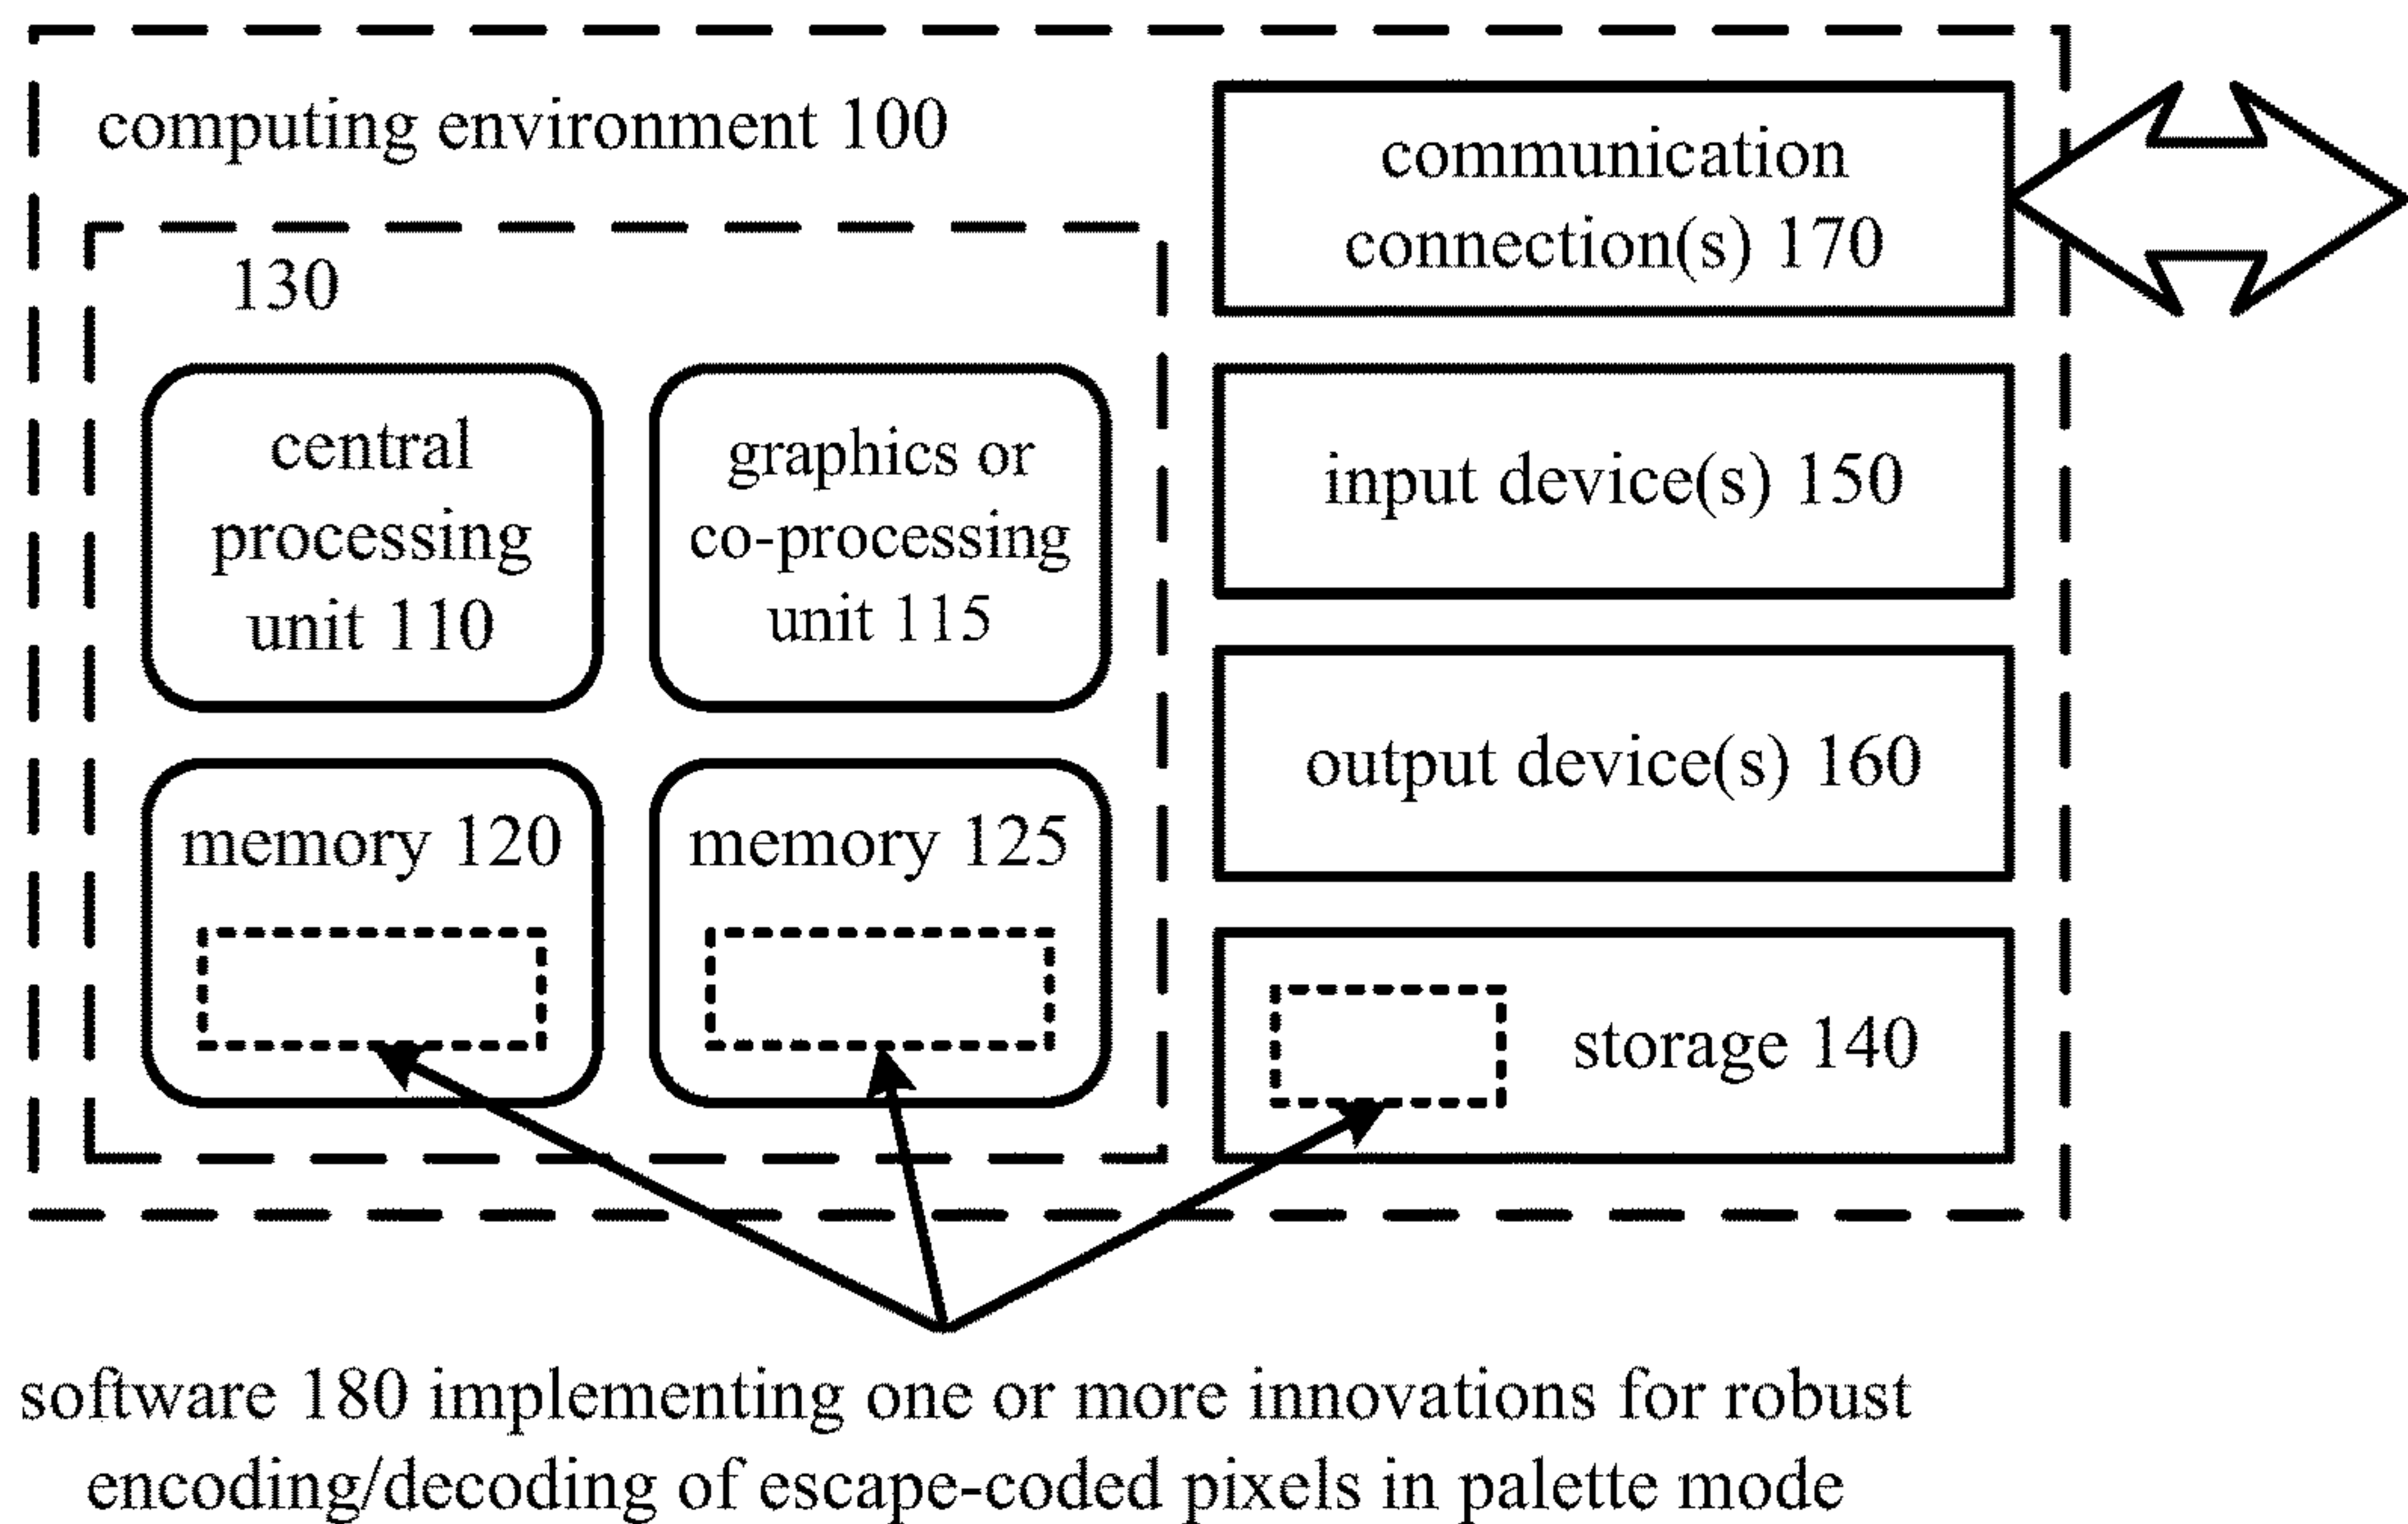 computing environment 100
130
central
processing
unit 110
graphics or
co-processing
unit 115
memory 120
memory 125
communication
connection(s) 170
input device(s) 150
output device(s) 160
storage 140
software 180 implementing one or more innovations for robust
encoding/decoding of escape-coded pixels in palette mode